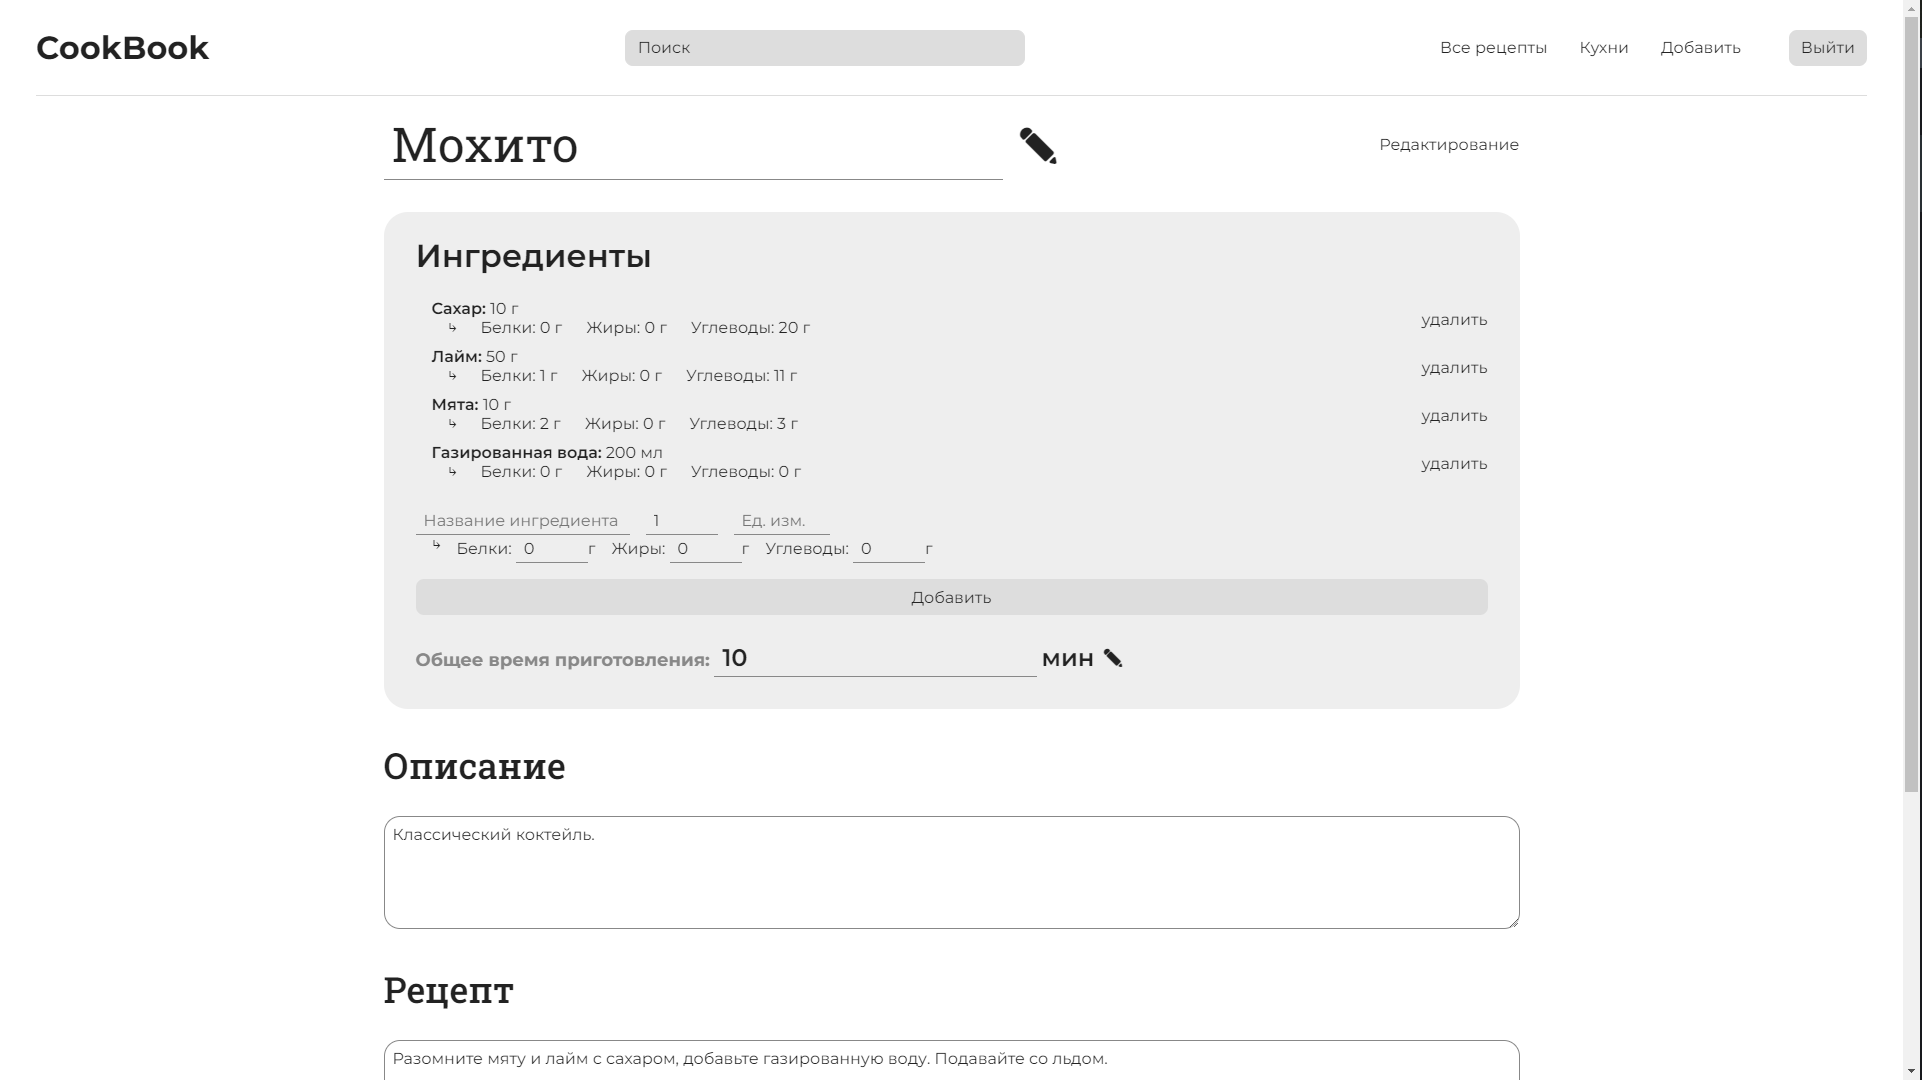 CookBook
Поиск
Все рецепты
Кухни
Добавить
Выйти
Мохито
Редактирование
Ингредиенты
Сахар: 10 г
↳ Белки: 0 г Жиры: 0 г Углеводы: 20 г
удалить
Лайм: 50 г
↳ Белки: 1 г Жиры: 0 г Углеводы: 11 г
удалить
Мята: 10 г
↳ Белки: 2 г Жиры: 0 г Углеводы: 3 г
удалить
Газированная вода: 200 мл
↳ Белки: 0 г Жиры: 0 г Углеводы: 0 г
удалить
Название ингредиента 1 Ед. изм.
↳ Белки: 0 г Жиры: 0 г Углеводы: 0 г
Добавить
Общее время приготовления: 10 мин
Описание
Классический коктейль.
Рецепт
Разомните мяту и лайм с сахаром, добавьте газированную воду. Подавайте со льдом.